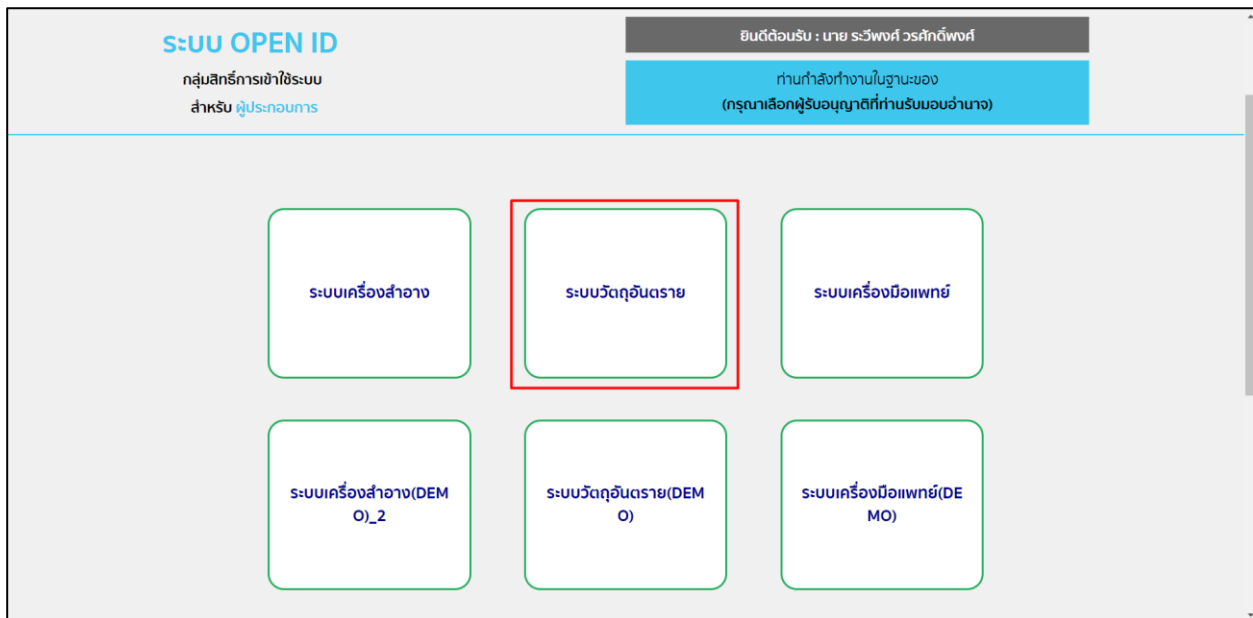 ระบบ OPEN ID
กลุ่มสิทธิ์การเข้าใช้ระบบ
สำหรับ ผู้ประกอบการ
ยินดีต้อนรับ : นาย ระวีพงศ์ วรศักดิ์พงศ์
ท่านกำลังทำงานในฐานะของ
(กรุณาเลือกผู้รับอนุญาติที่ท่านรับมอบอำนาจ)
ระบบเครื่องสำอาง
ระบบวัตถุอันตราย
ระบบเครื่องมือแพทย์
ระบบเครื่องสำอาง(DEM
O)_2
ระบบวัตถุอันตราย(DEM
O)
ระบบเครื่องมือแพทย์(DE
MO)